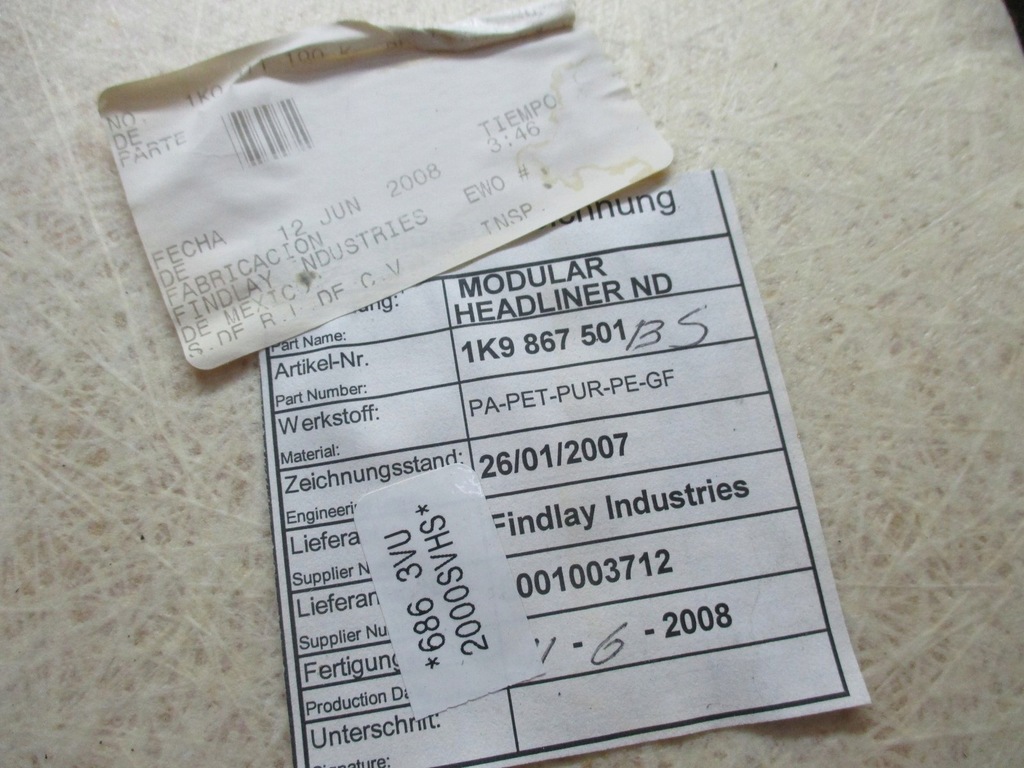 NO.
DE
PARTE
TIEMPO
3:46
FECHA
DE 12 JUN 2008 EWO #
FABRICACION
FINDLAY INDUSTRIES INSP
DE MEXICO
S. DE R.I. DE C.V
MODULAR
HEADLINER ND
Part Name:
Artikel-Nr. 1K9 867 501 BS
Part Number:
Werkstoff: PA-PET-PUR-PE-GF
Material:
Zeichnungsstand: 26/01/2007
Findlay Industries
001003712
- 6 - 2008
Unterschrift:
Signature:
*686 3VU
2000SVHS*